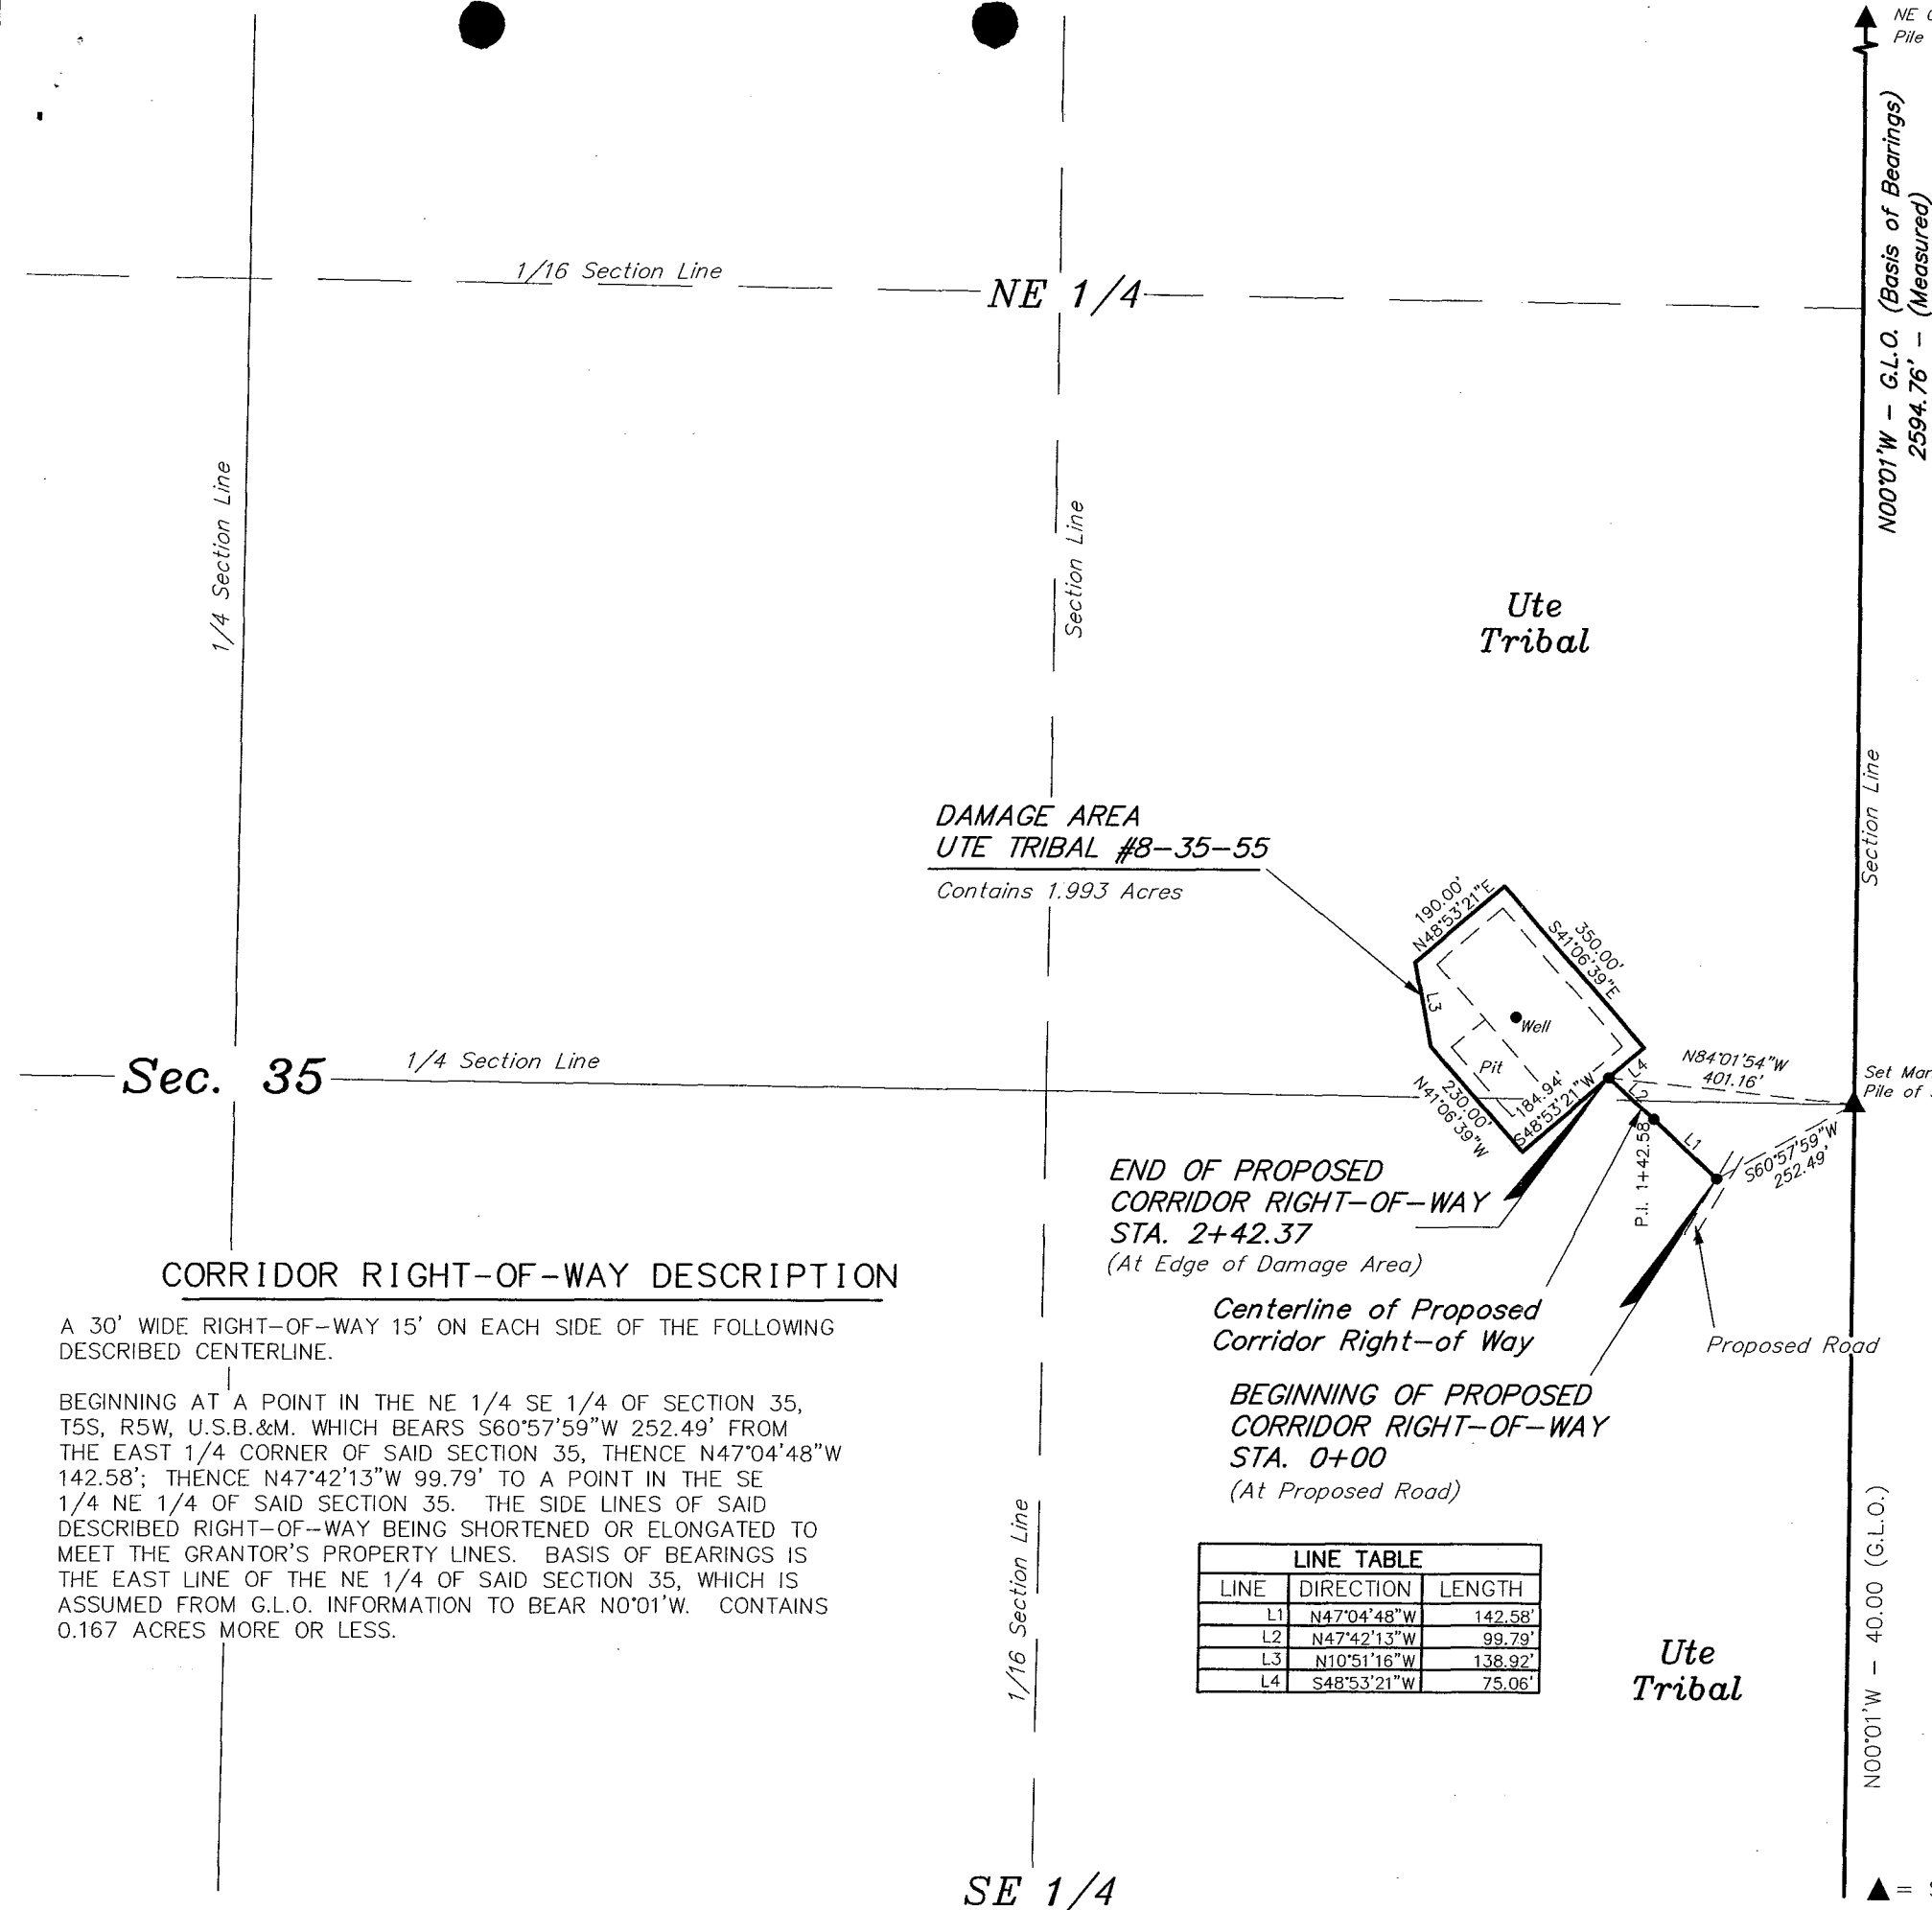 NE
Pile
N00°01'W - G.L.O. (Basis of Bearings)
2594.76' - (Measured)
1/16 Section Line
NE 1/4
1/4 Section Line
Section Line
Ute
Tribal
Section Line
DAMAGE AREA
UTE TRIBAL #8-35-55
Contains 1.993 Acres
190.00'
N48°53'21"E
350.00'
S41°06'39"E
L3
Well
Pit
L4
L2
184.94'
S48°53'21"W
230.00'
N41°06'39"W
N84°01'54"W
401.16'
Set
Pile of
Sec. 35
1/4 Section Line
L1
S60°57'59"W
252.49'
P.I. 1+42.58
END OF PROPOSED
CORRIDOR RIGHT-OF-WAY
STA. 2+42.37
(At Edge of Damage Area)
Centerline of Proposed
Corridor Right-of Way
Proposed Road
BEGINNING OF PROPOSED
CORRIDOR RIGHT-OF-WAY
STA. 0+00
(At Proposed Road)
CORRIDOR RIGHT-OF-WAY DESCRIPTION
A 30' WIDE RIGHT-OF-WAY 15' ON EACH SIDE OF THE FOLLOWING
DESCRIBED CENTERLINE.
BEGINNING AT A POINT IN THE NE 1/4 SE 1/4 OF SECTION 35,
T5S, R5W, U.S.B.&M. WHICH BEARS S60°57'59"W 252.49' FROM
THE EAST 1/4 CORNER OF SAID SECTION 35, THENCE N47°04'48"W
142.58'; THENCE N47°42'13"W 99.79' TO A POINT IN THE SE
1/4 NE 1/4 OF SAID SECTION 35. THE SIDE LINES OF SAID
DESCRIBED RIGHT-OF-WAY BEING SHORTENED OR ELONGATED TO
MEET THE GRANTOR'S PROPERTY LINES. BASIS OF BEARINGS IS
THE EAST LINE OF THE NE 1/4 OF SAID SECTION 35, WHICH IS
ASSUMED FROM G.L.O. INFORMATION TO BEAR N0°01'W. CONTAINS
0.167 ACRES MORE OR LESS.
1/16 Section Line
LINE TABLE
LINE DIRECTION LENGTH
L1 N47°04'48"W 142.58'
L2 N47°42'13"W 99.79'
L3 N10°51'16"W 138.92'
L4 S48°53'21"W 75.06'
Ute
Tribal
N00°01'W - 40.00 (G.L.O.)
SE 1/4
▲ =